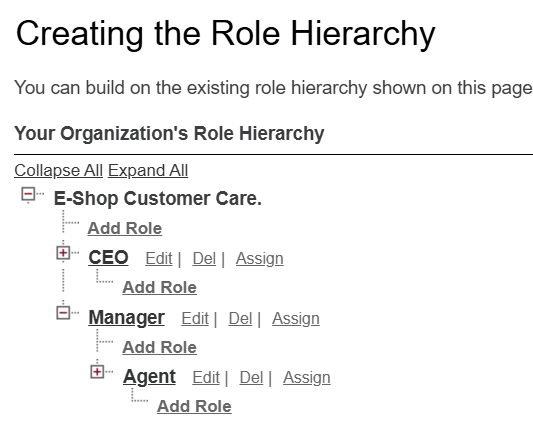 Creating the Role Hierarchy
You can build on the existing role hierarchy shown on this page
Your Organization's Role Hierarchy
Collapse All Expand All
E-Shop Customer Care.
Add Role
CEO Edit | Del | Assign
Add Role
Manager Edit | Del | Assign
Add Role
Agent Edit | Del | Assign
Add Role